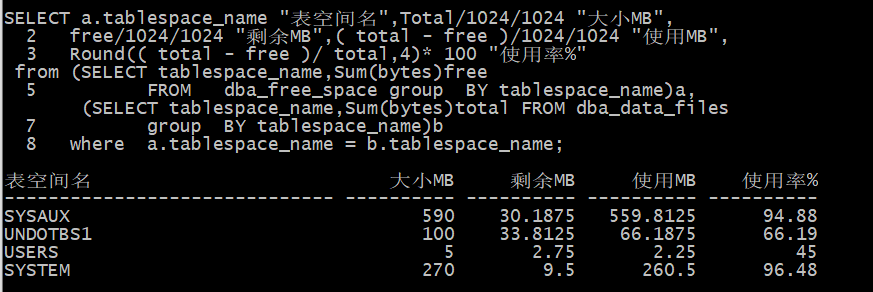 SELECT a.tablespace_name "表空间名",Total/1024/1024 "大小MB",
  2   free/1024/1024 "剩余MB",( total - free )/1024/1024 "使用MB",
  3   Round(( total - free )/ total,4)* 100 "使用率%"
 from (SELECT tablespace_name,Sum(bytes)free
  5          FROM   dba_free_space group  BY tablespace_name)a,
       (SELECT tablespace_name,Sum(bytes)total FROM dba_data_files
  7          group  BY tablespace_name)b
  8   where  a.tablespace_name = b.tablespace_name;
表空间名                           大小MB     剩余MB     使用MB    使用率%
------------------------------ ---------- ---------- ---------- ----------
SYSAUX                                590    30.1875   559.8125      94.88
UNDOTBS1                              100    33.8125    66.1875      66.19
USERS                                   5       2.75       2.25         45
SYSTEM                                270        9.5      260.5      96.48